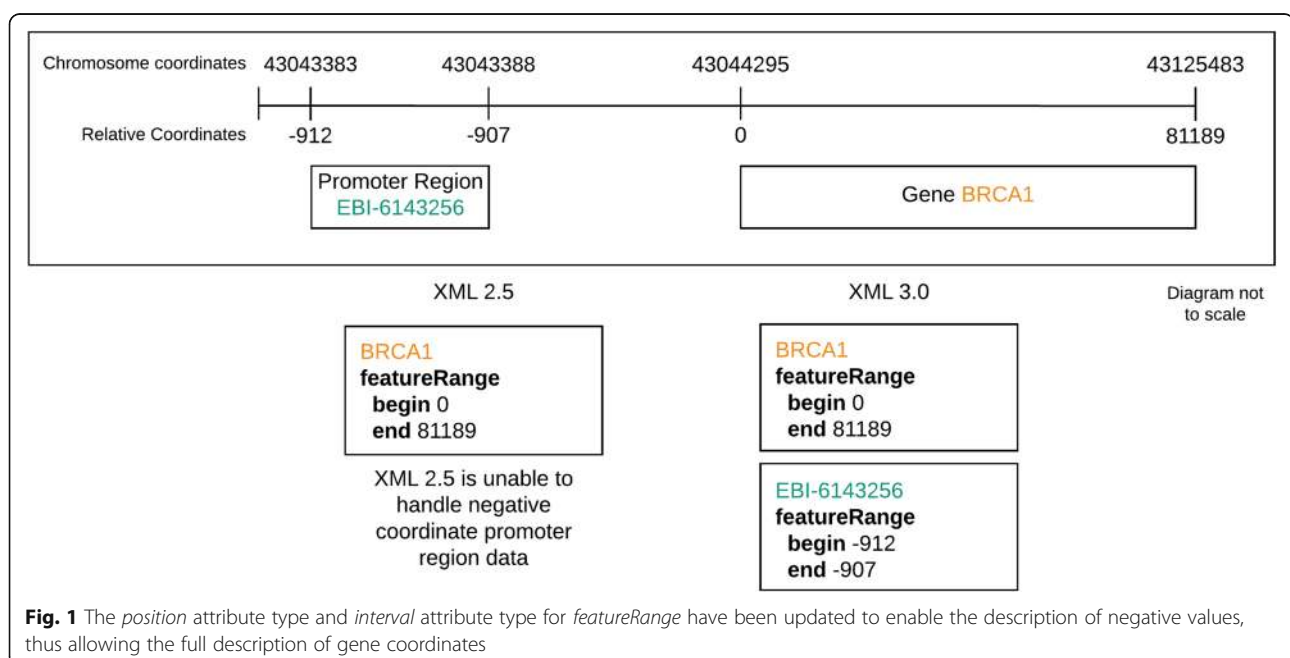 Chromosome coordinates 43043383 43043388 43044295 43125483
Relative Coordinates -912 -907 0 81189
Promoter Region
EBI-6143256
Gene BRCA1
XML 2.5
XML 3.0
Diagram not
to scale
BRCA1
featureRange
begin 0
end 81189
XML 2.5 is unable to
handle negative
coordinate promoter
region data
BRCA1
featureRange
begin 0
end 81189
EBI-6143256
featureRange
begin -912
end -907
Fig. 1 The position attribute type and interval attribute type for featureRange have been updated to enable the description of negative values,
thus allowing the full description of gene coordinates